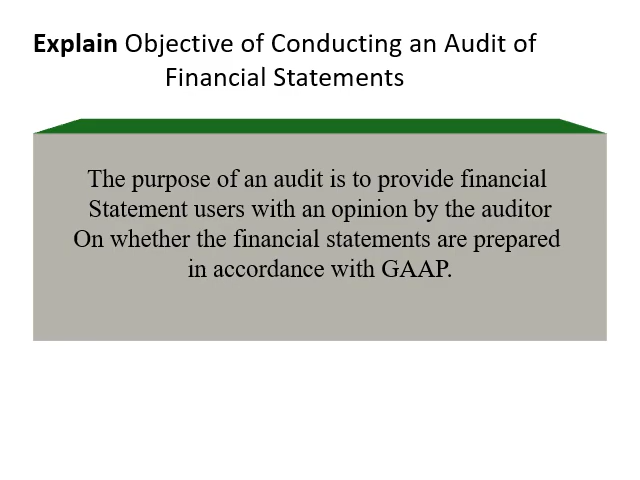 Explain Objective of Conducting an Audit of
Financial Statements
The purpose of an audit is to provide financial
Statement users with an opinion by the auditor
On whether the financial statements are prepared
in accordance with GAAP.